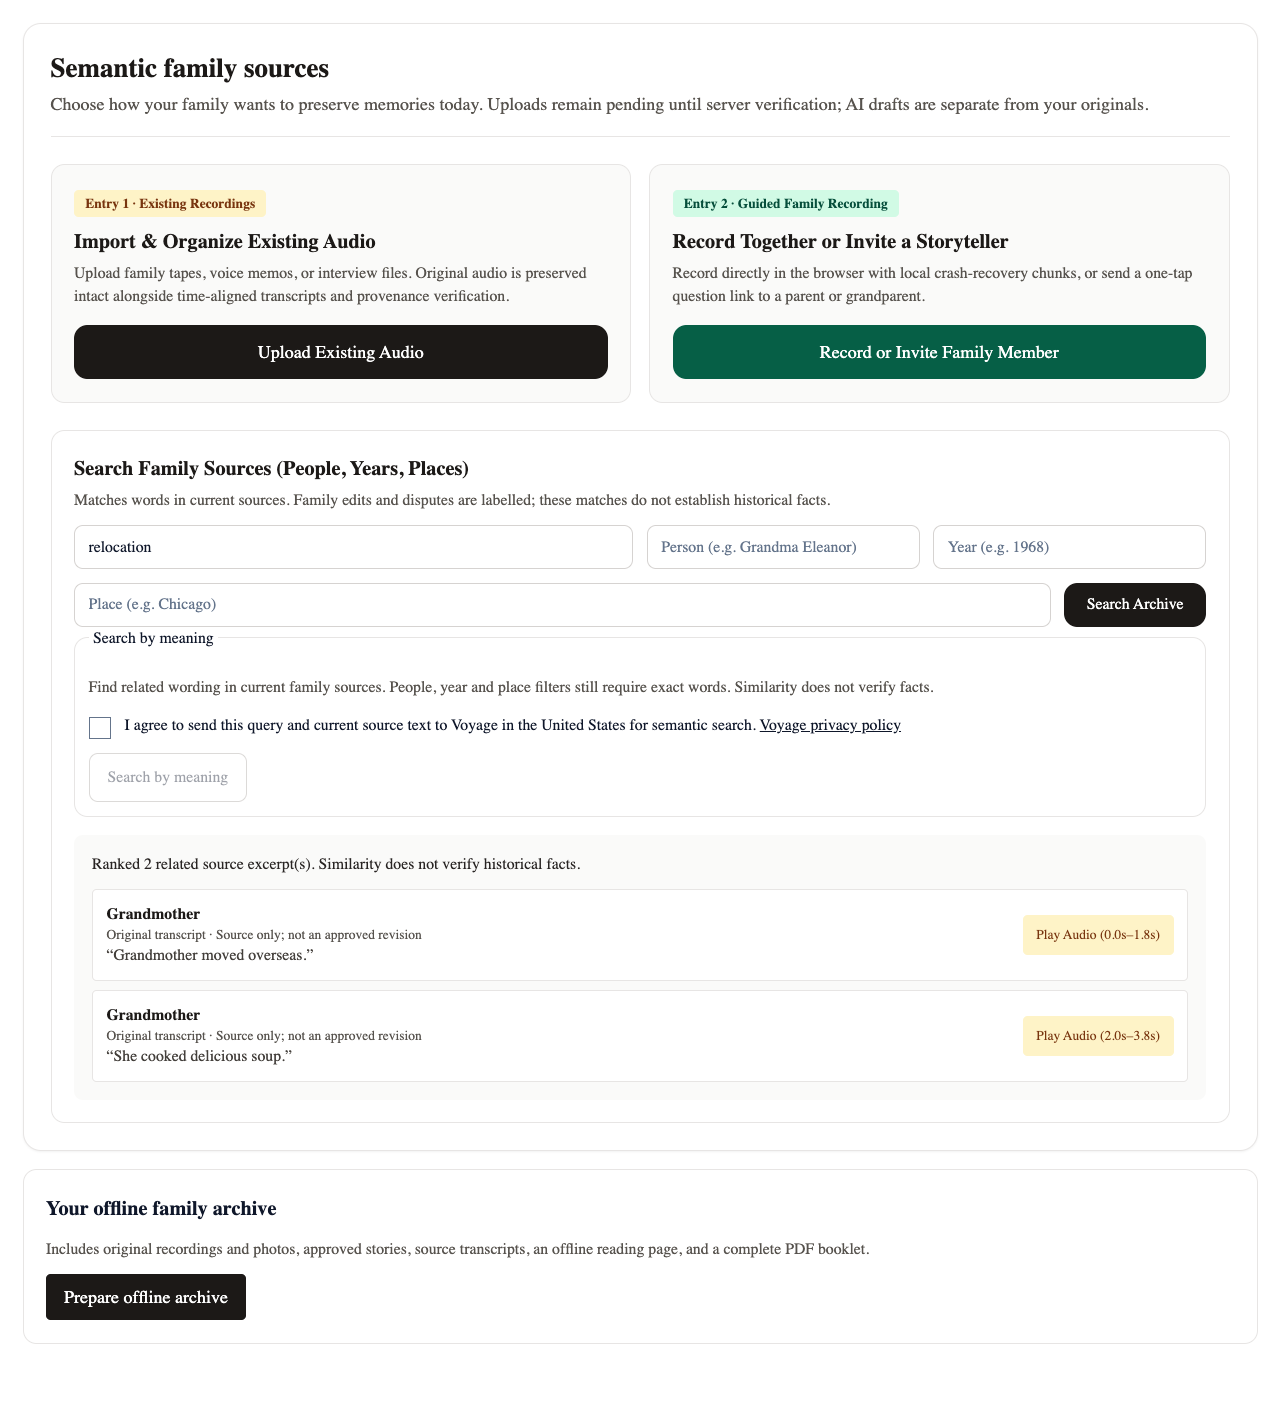 Semantic family sources
Choose how your family wants to preserve memories today. Uploads remain pending until server verification; AI drafts are separate from your originals.
Entry 1 · Existing Recordings
Import & Organize Existing Audio
Upload family tapes, voice memos, or interview files. Original audio is preserved
intact alongside time-aligned transcripts and provenance verification.
Upload Existing Audio
Entry 2 · Guided Family Recording
Record Together or Invite a Storyteller
Record directly in the browser with local crash-recovery chunks, or send a one-tap
question link to a parent or grandparent.
Record or Invite Family Member
Search Family Sources (People, Years, Places)
Matches words in current sources. Family edits and disputes are labelled; these matches do not establish historical facts.
relocation
Person (e.g. Grandma Eleanor)
Year (e.g. 1968)
Place (e.g. Chicago)
Search Archive
Search by meaning
Find related wording in current family sources. People, year and place filters still require exact words. Similarity does not verify facts.
I agree to send this query and current source text to Voyage in the United States for semantic search. Voyage privacy policy
Search by meaning
Ranked 2 related source excerpt(s). Similarity does not verify historical facts.
Grandmother
Original transcript · Source only; not an approved revision
“Grandmother moved overseas.”
Play Audio (0.0s–1.8s)
Grandmother
Original transcript · Source only; not an approved revision
“She cooked delicious soup.”
Play Audio (2.0s–3.8s)
Your offline family archive
Includes original recordings and photos, approved stories, source transcripts, an offline reading page, and a complete PDF booklet.
Prepare offline archive